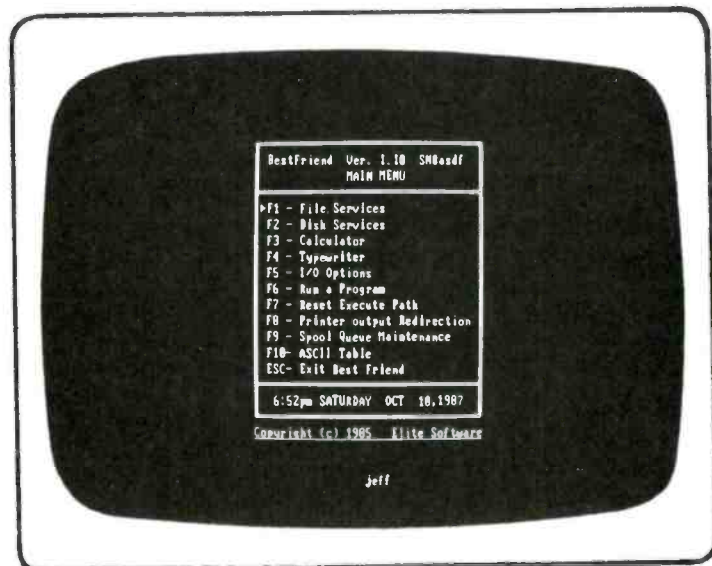 BestFriend Ver. 1.10 SN@asdf
MAIN MENU
▶F1 - File Services
F2 - Disk Services
F3 - Calculator
F4 - Typewriter
F5 - I/O Options
F6 - Run a Program
F7 - Reset Execute Path
F8 - Printer output Redirection
F9 - Spool Queue Maintenance
F10- ASCII Table
ESC- Exit Best Friend
6:52pm SATURDAY OCT 10,1987
Copyright (c) 1985 Elite Software
jeff